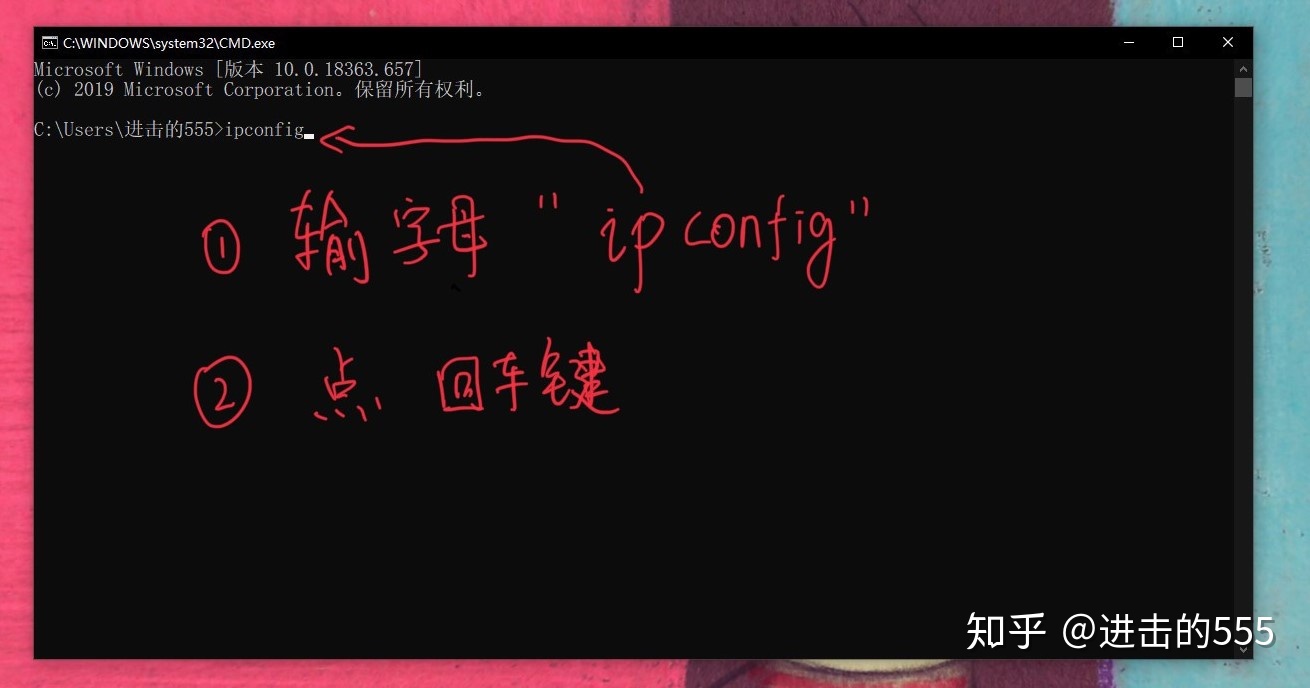 C:\WINDOWS\system32\CMD.exe
Microsoft Windows [版本 10.0.18363.657]
(c) 2019 Microsoft Corporation。保留所有权利。
C:\Users\进击的555>ipconfig
① 输字母 "ipconfig"
② 点 回车键
知乎 @进击的555